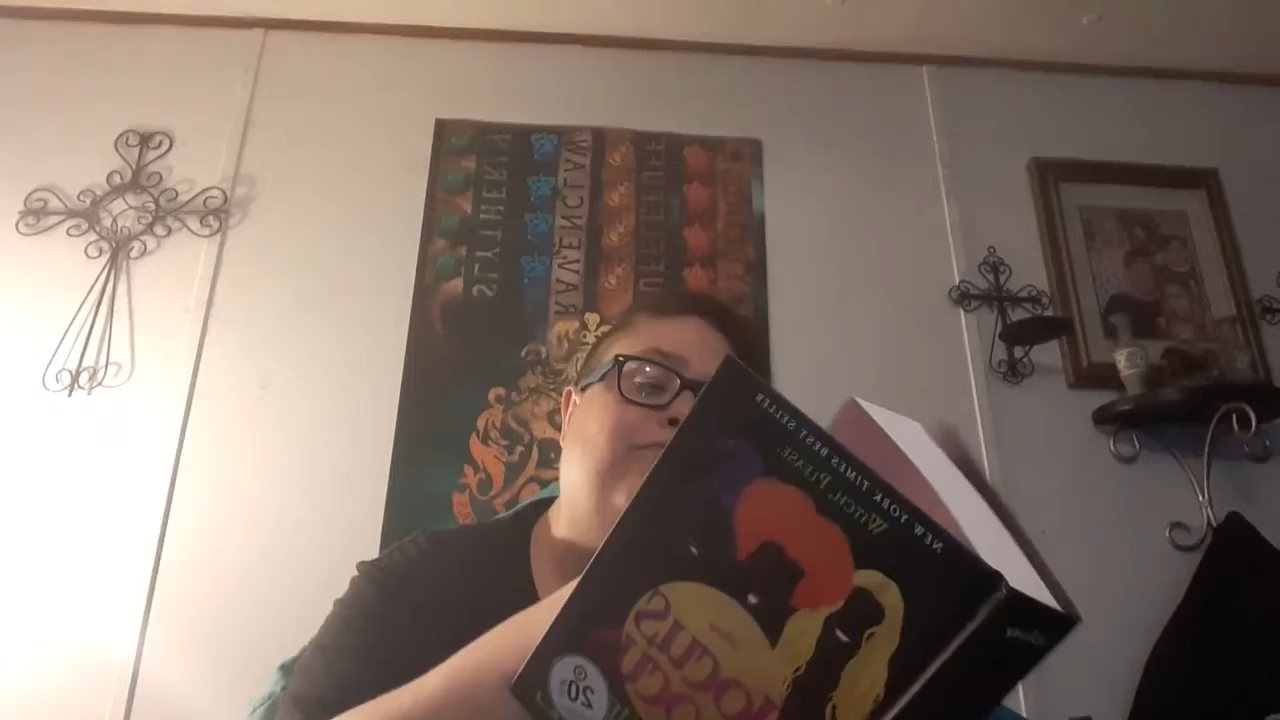 SLYTHERIN
RAVENCLAW
HUFFLEPUFF
NEW YORK TIMES BEST SELLER
WITCH, PLEASE.
HOCUS
POCUS
20